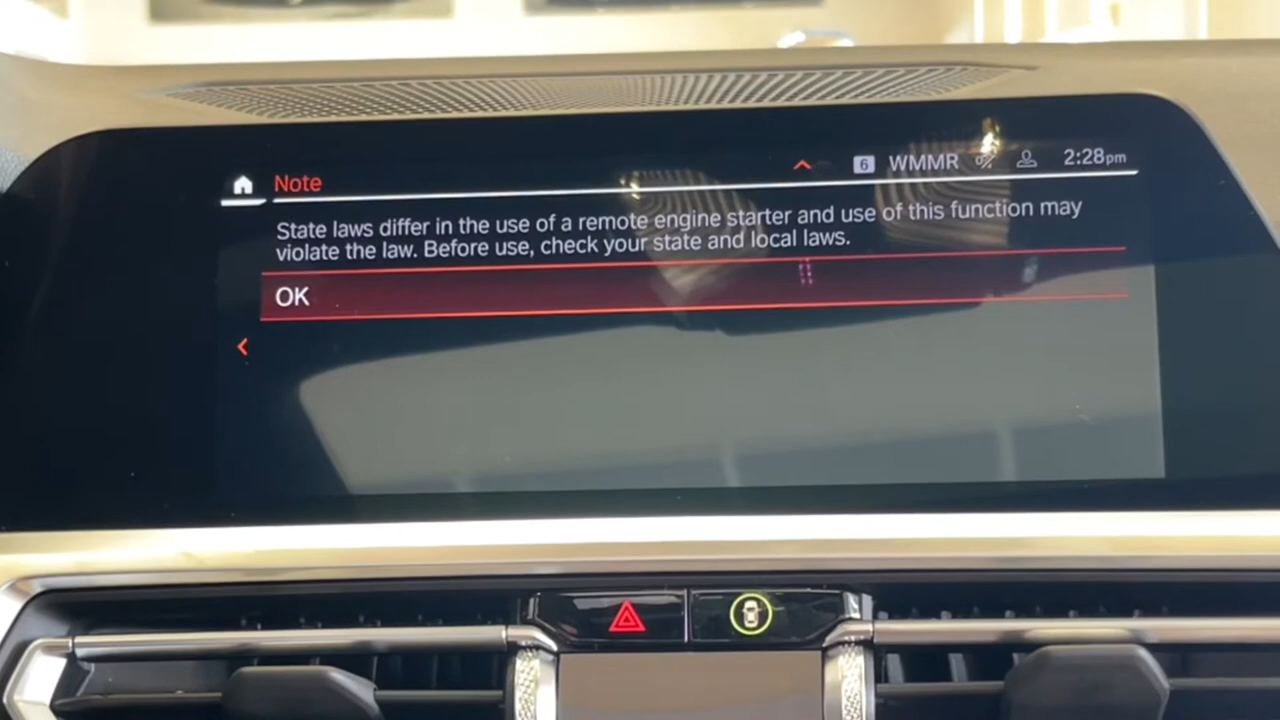 Note
6 WMMR 2:28pm
State laws differ in the use of a remote engine starter and use of this function may
violate the law. Before use, check your state and local laws.
OK